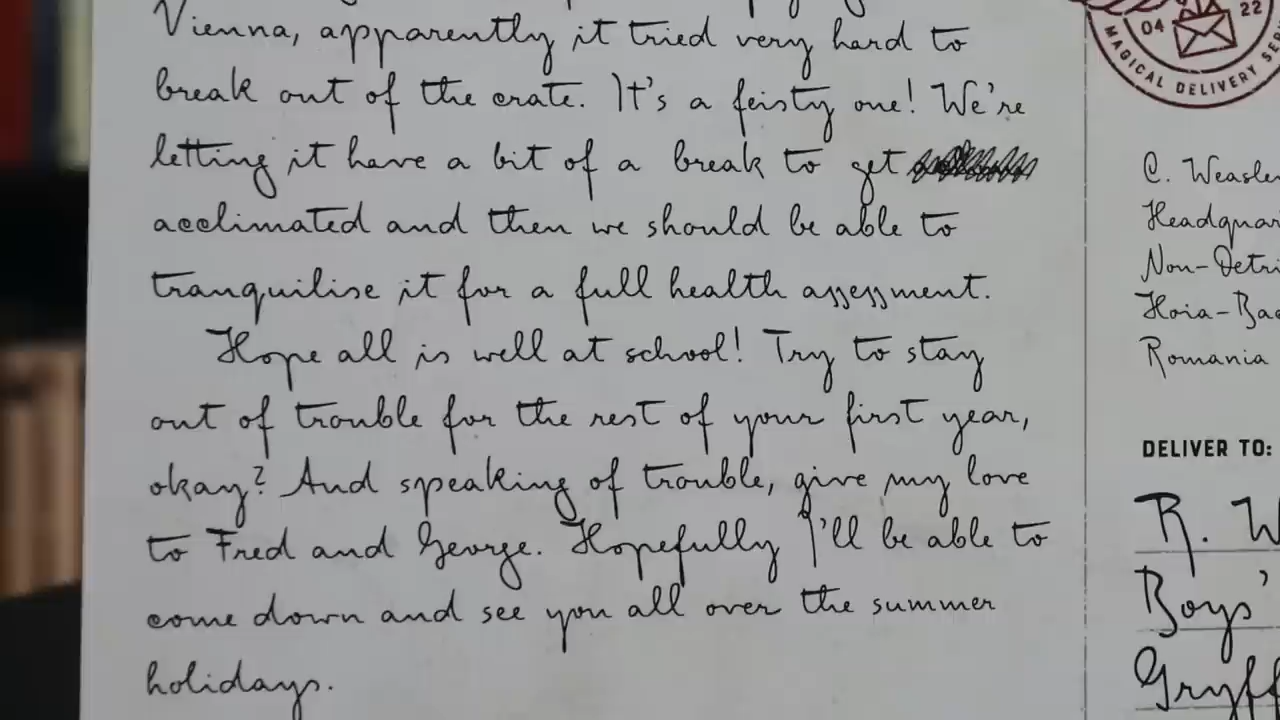 Vienna, apparently it tried very hard to
break out of the crate. It's a feisty one! We're
letting it have a bit of a break to get
acclimated and then we should be able to
tranquilise it for a full health assessment.
Hope all is well at school! Try to stay
out of trouble for the rest of your first year,
okay? And speaking of trouble, give my love
to Fred and George. Hopefully I'll be able to
come down and see you all over the summer
holidays.
04 22
MAGICAL DELIVERY SER
C. Weasle
Headquar
Non-Detri
Hoia-Bac
Romania
DELIVER TO:
R. W
Boys'
Gryff